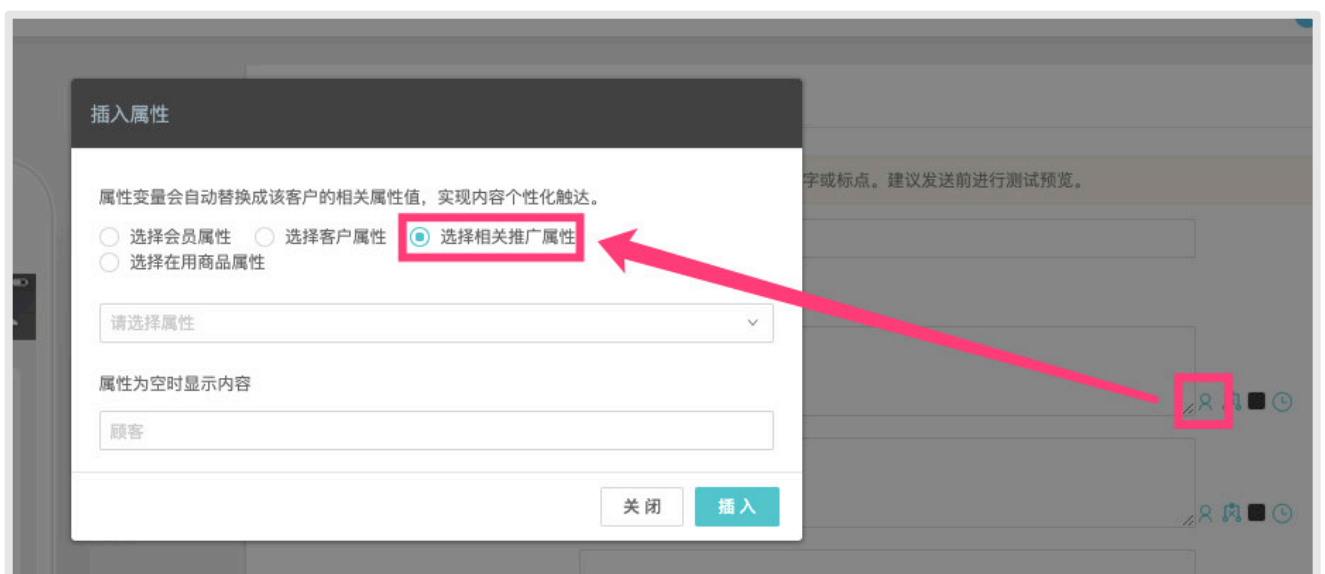 插入属性
属性变量会自动替换成该客户的相关属性值，实现内容个性化触达。
字或标点。建议发送前进行测试预览。
选择会员属性 选择客户属性 选择相关推广属性
选择在用商品属性
请选择属性
属性为空时显示内容
顾客
关闭 插入